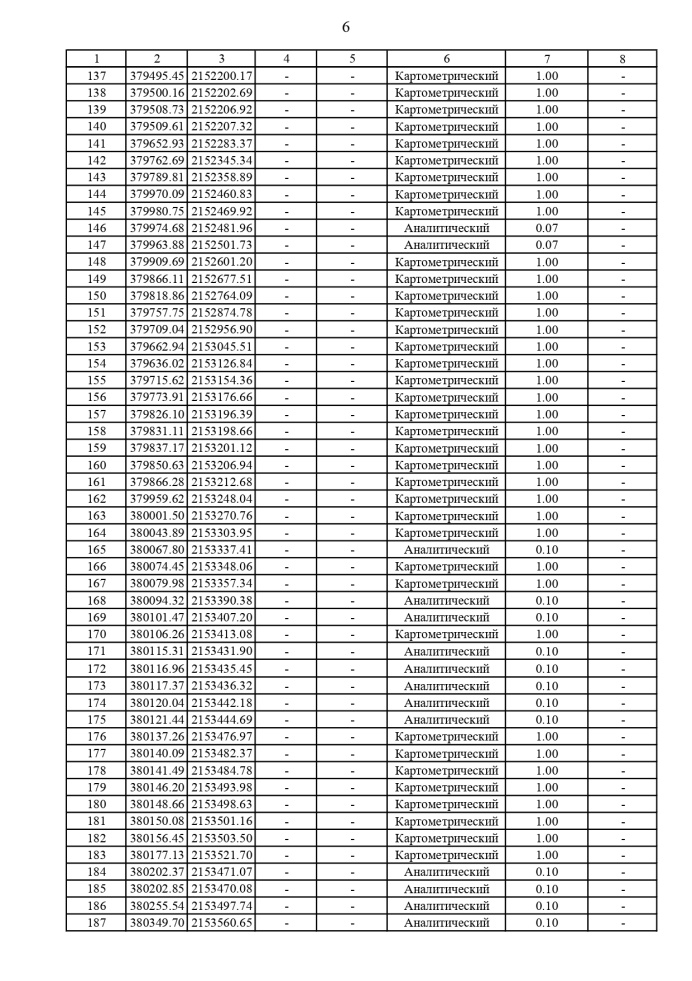 6
1 2 3 4 5 6 7 8
137 379495.45 2152200.17 - - Картометрический 1.00 -
138 379500.16 2152202.69 - - Картометрический 1.00 -
139 379508.73 2152206.92 - - Картометрический 1.00 -
140 379509.61 2152207.32 - - Картометрический 1.00 -
141 379652.93 2152283.37 - - Картометрический 1.00 -
142 379762.69 2152345.34 - - Картометрический 1.00 -
143 379789.81 2152358.89 - - Картометрический 1.00 -
144 379970.09 2152460.83 - - Картометрический 1.00 -
145 379980.75 2152469.92 - - Картометрический 1.00 -
146 379974.68 2152481.96 - - Аналитический 0.07 -
147 379963.88 2152501.73 - - Аналитический 0.07 -
148 379909.69 2152601.20 - - Картометрический 1.00 -
149 379866.11 2152677.51 - - Картометрический 1.00 -
150 379818.86 2152764.09 - - Картометрический 1.00 -
151 379757.75 2152874.78 - - Картометрический 1.00 -
152 379709.04 2152956.90 - - Картометрический 1.00 -
153 379662.94 2153045.51 - - Картометрический 1.00 -
154 379636.02 2153126.84 - - Картометрический 1.00 -
155 379715.62 2153154.36 - - Картометрический 1.00 -
156 379773.91 2153176.66 - - Картометрический 1.00 -
157 379826.10 2153196.39 - - Картометрический 1.00 -
158 379831.11 2153198.66 - - Картометрический 1.00 -
159 379837.17 2153201.12 - - Картометрический 1.00 -
160 379850.63 2153206.94 - - Картометрический 1.00 -
161 379866.28 2153212.68 - - Картометрический 1.00 -
162 379959.62 2153248.04 - - Картометрический 1.00 -
163 380001.50 2153270.76 - - Картометрический 1.00 -
164 380043.89 2153303.95 - - Картометрический 1.00 -
165 380067.80 2153337.41 - - Аналитический 0.10 -
166 380074.45 2153348.06 - - Картометрический 1.00 -
167 380079.98 2153357.34 - - Картометрический 1.00 -
168 380094.32 2153390.38 - - Аналитический 0.10 -
169 380101.47 2153407.20 - - Аналитический 0.10 -
170 380106.26 2153413.08 - - Картометрический 1.00 -
171 380115.31 2153431.90 - - Аналитический 0.10 -
172 380116.96 2153435.45 - - Аналитический 0.10 -
173 380117.37 2153436.32 - - Аналитический 0.10 -
174 380120.04 2153442.18 - - Аналитический 0.10 -
175 380121.44 2153444.69 - - Аналитический 0.10 -
176 380137.26 2153476.97 - - Картометрический 1.00 -
177 380140.09 2153482.37 - - Картометрический 1.00 -
178 380141.49 2153484.78 - - Картометрический 1.00 -
179 380146.20 2153493.98 - - Картометрический 1.00 -
180 380148.66 2153498.63 - - Картометрический 1.00 -
181 380150.08 2153501.16 - - Картометрический 1.00 -
182 380156.45 2153503.50 - - Картометрический 1.00 -
183 380177.13 2153521.70 - - Картометрический 1.00 -
184 380202.37 2153471.07 - - Аналитический 0.10 -
185 380202.85 2153470.08 - - Аналитический 0.10 -
186 380255.54 2153497.74 - - Аналитический 0.10 -
187 380349.70 2153560.65 - - Аналитический 0.10 -